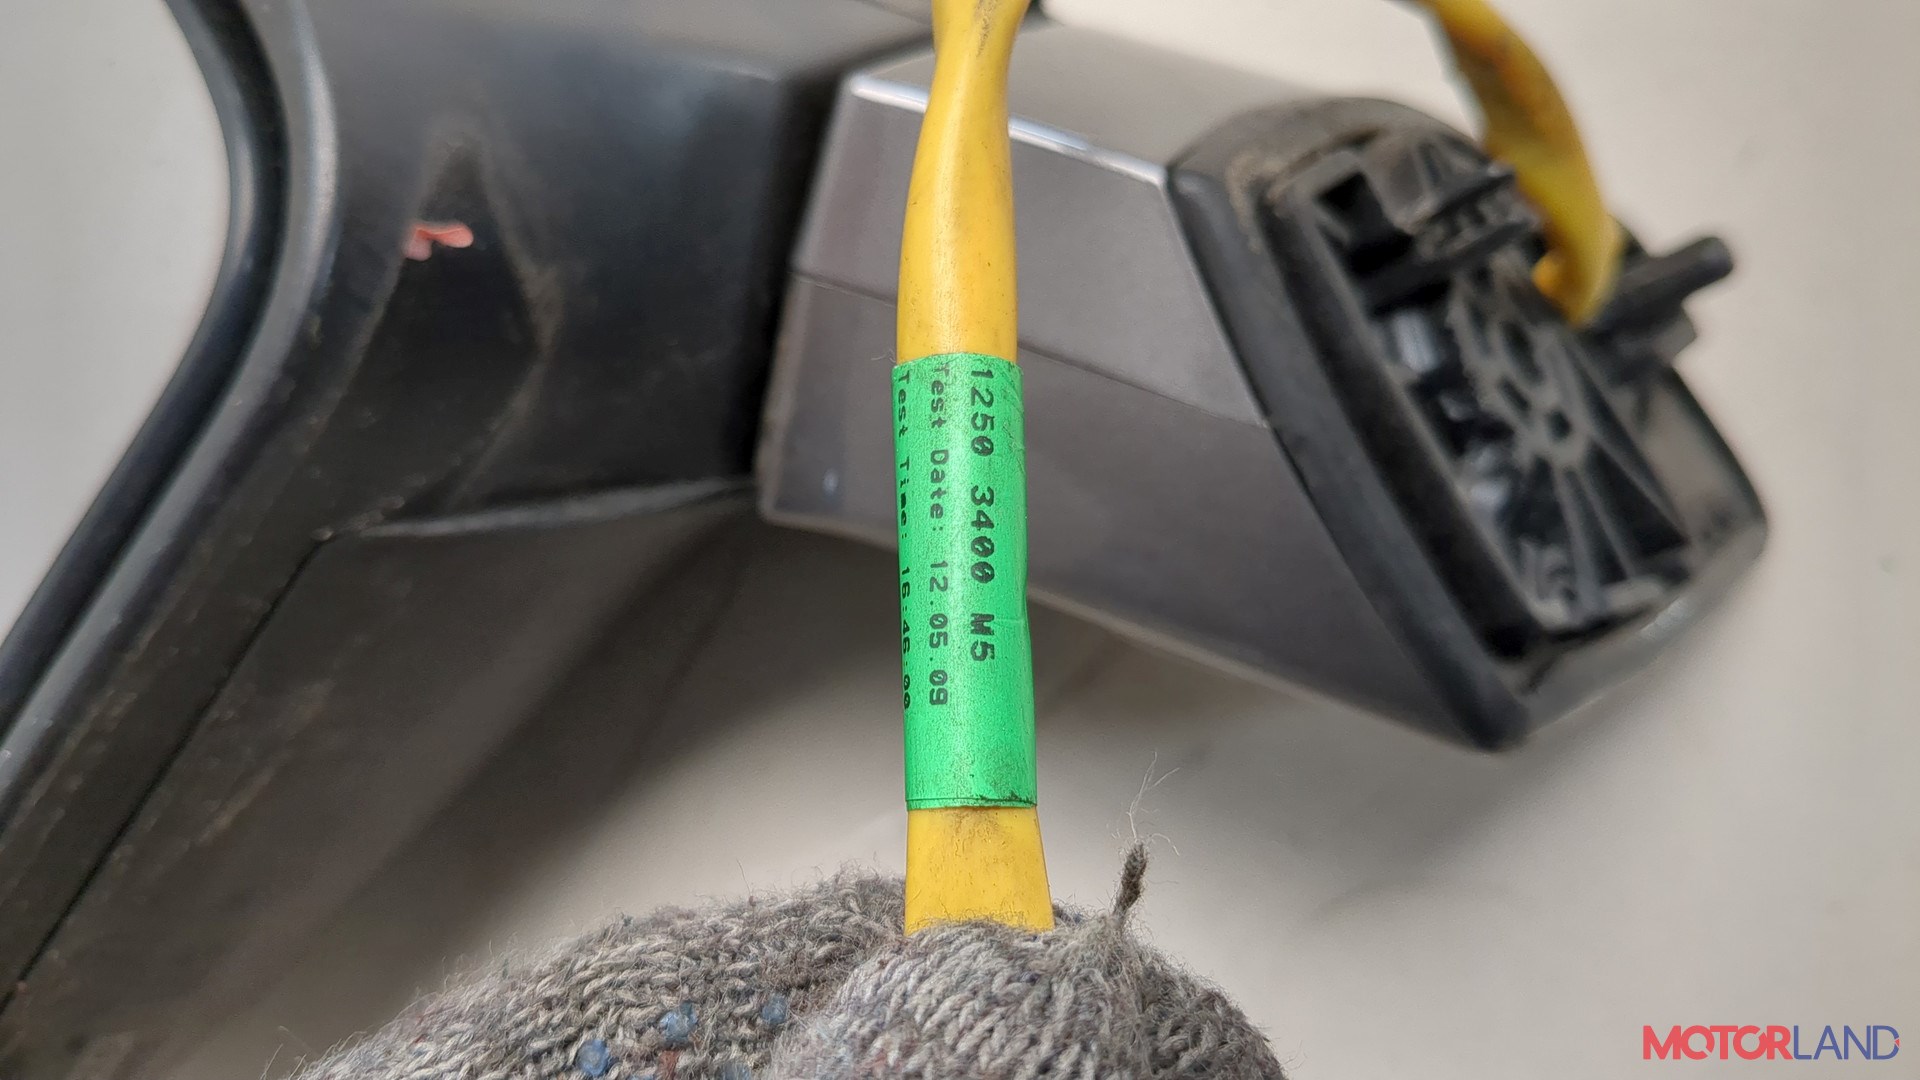 1250 3400 M5
Test Date: 12.05.09
Test Time: 16:46:00
MOTORLAND